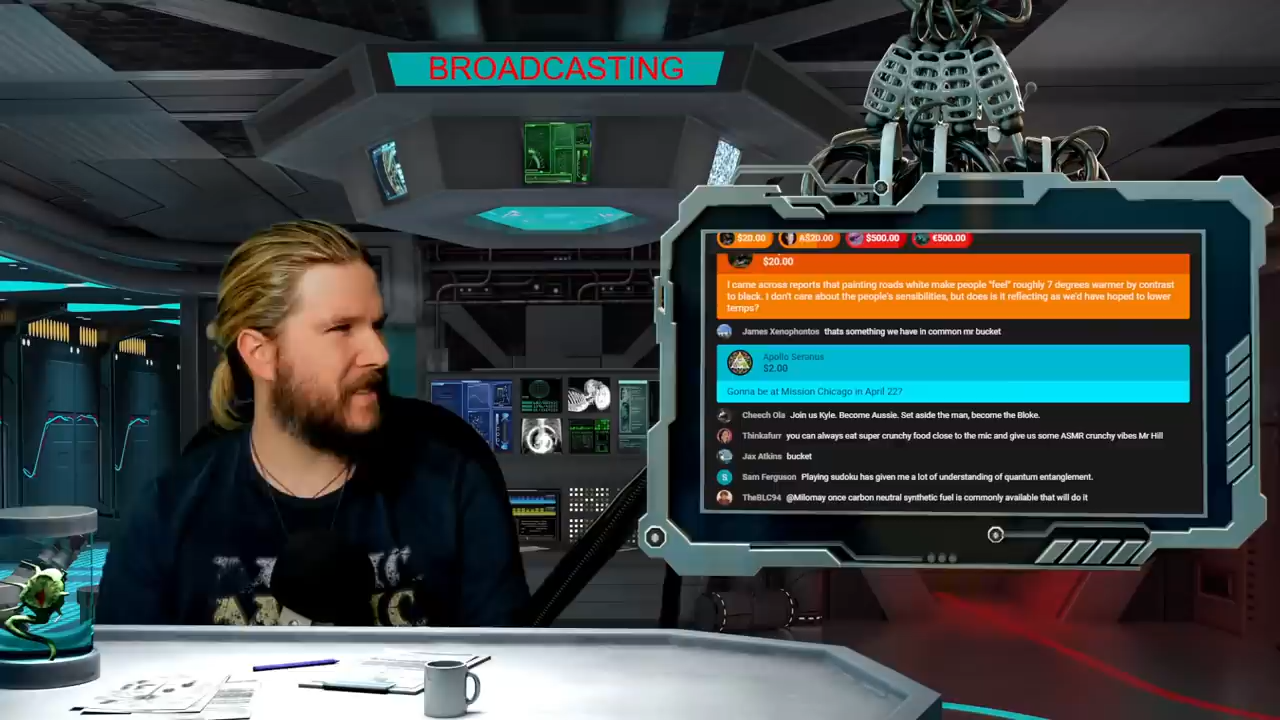 BROADCASTING
$20.00 A$20.00 $500.00 €500.00
$20.00
I came across reports that painting roads white make people "feel" roughly 7 degrees warmer by contrast
to black. I don't care about the people's sensibilities, but does is it reflecting as we'd have hoped to lower
temps?
James Xenophontos thats something we have in common mr bucket
Apollo Seranus
$2.00
Gonna be at Mission Chicago in April 22?
Cheech Ola Join us Kyle. Become Aussie. Set aside the man, become the Bloke.
Thinkafurr you can always eat super crunchy food close to the mic and give us some ASMR crunchy vibes Mr Hill
Jax Atkins bucket
S Sam Ferguson Playing sudoku has given me a lot of understanding of quantum entanglement.
TheBLC94 @Milomay once carbon neutral synthetic fuel is commonly available that will do it